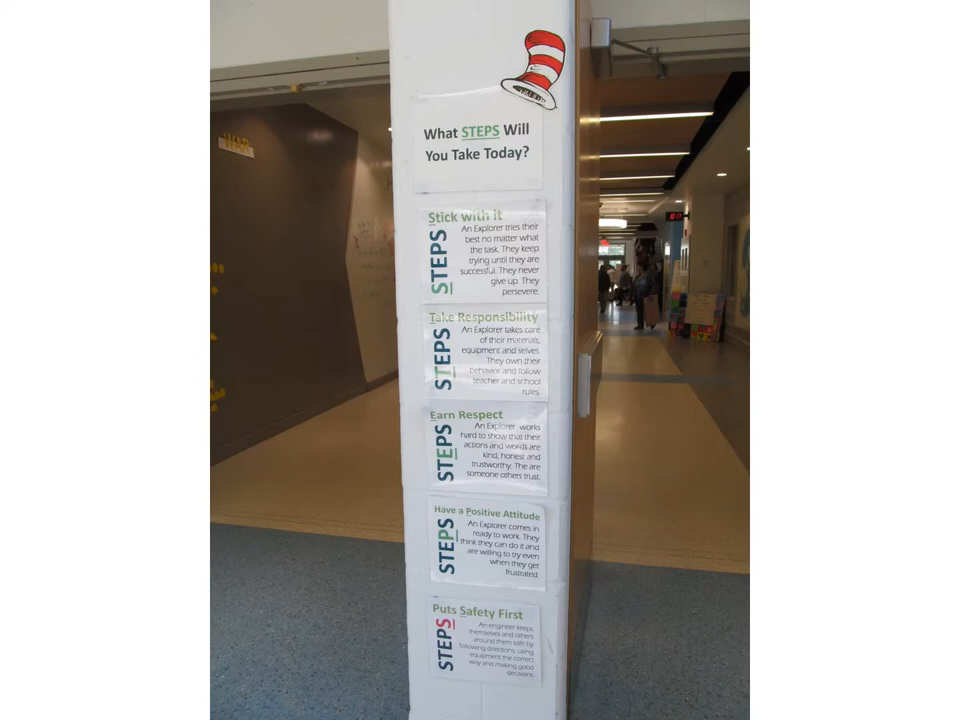 What STEPS Will
You Take Today?
Stick with it
STEPS
An Explorer tries their
best no matter what
the task. They keep
trying until they are
successful. They never
give up. They
persevere.
Take Responsibility
STEPS
An Explorer takes care
of their materials,
equipment and selves.
They own their
behavior and follow
teacher and school
rules.
Earn Respect
STEPS
An Explorer works
hard to show that their
actions and words are
kind, honest and
trustworthy. The are
someone others trust.
Have a Positive Attitude
STEPS
An Explorer comes in
ready to work. They
think they can do it and
are willing to try even
when they get
frustrated.
Puts Safety First
STEPS
An engineer keeps
themselves and others
around them safe by
following directions, using
equipment the correct
way and making good
decisions.